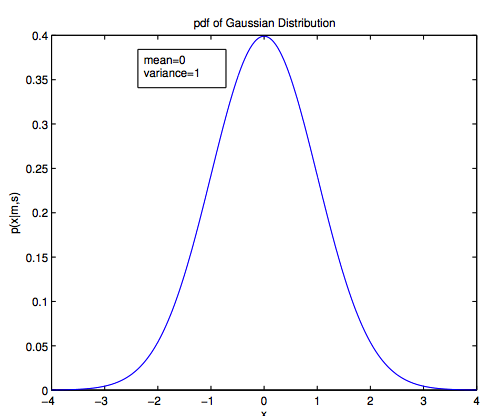 pdf of Gaussian Distribution
0.4
mean=0
variance=1
0.35
0.3
0.25
0.2
0.15
0.1
0.05
0
p(x|m,s)
−4 −3 −2 −1 0 1 2 3 4
x